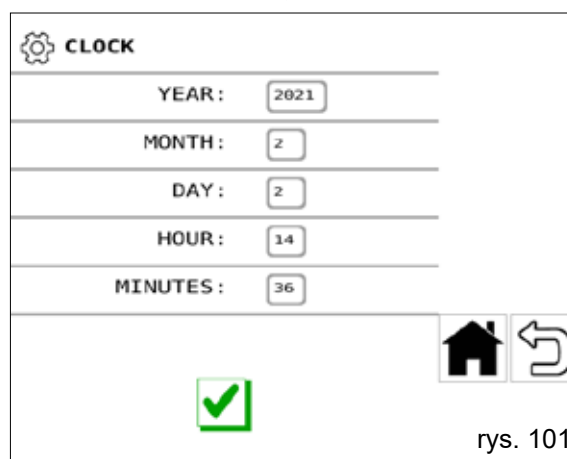 CLOCK
YEAR: 2021
MONTH: 2
DAY: 2
HOUR: 14
MINUTES: 36
rys. 101